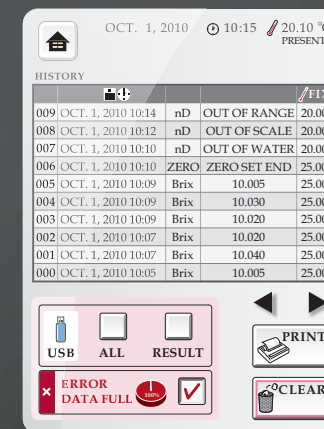 OCT. 1, 2010 10:15 20.10 °C
PRESENT
HISTORY
FIX
009 OCT. 1, 2010 10:14 nD OUT OF RANGE 20.00
008 OCT. 1, 2010 10:12 nD OUT OF SCALE 20.00
007 OCT. 1, 2010 10:10 nD OUT OF WATER 20.00
006 OCT. 1, 2010 10:10 ZERO ZERO SET END 25.00
005 OCT. 1, 2010 10:09 Brix 10.005 25.00
004 OCT. 1, 2010 10:09 Brix 10.030 25.00
003 OCT. 1, 2010 10:09 Brix 10.020 25.00
002 OCT. 1, 2010 10:07 Brix 10.020 25.00
001 OCT. 1, 2010 10:07 Brix 10.040 25.00
000 OCT. 1, 2010 10:05 Brix 10.005 25.00
USB ALL RESULT
PRINT
ERROR
DATA FULL 100%
CLEAR